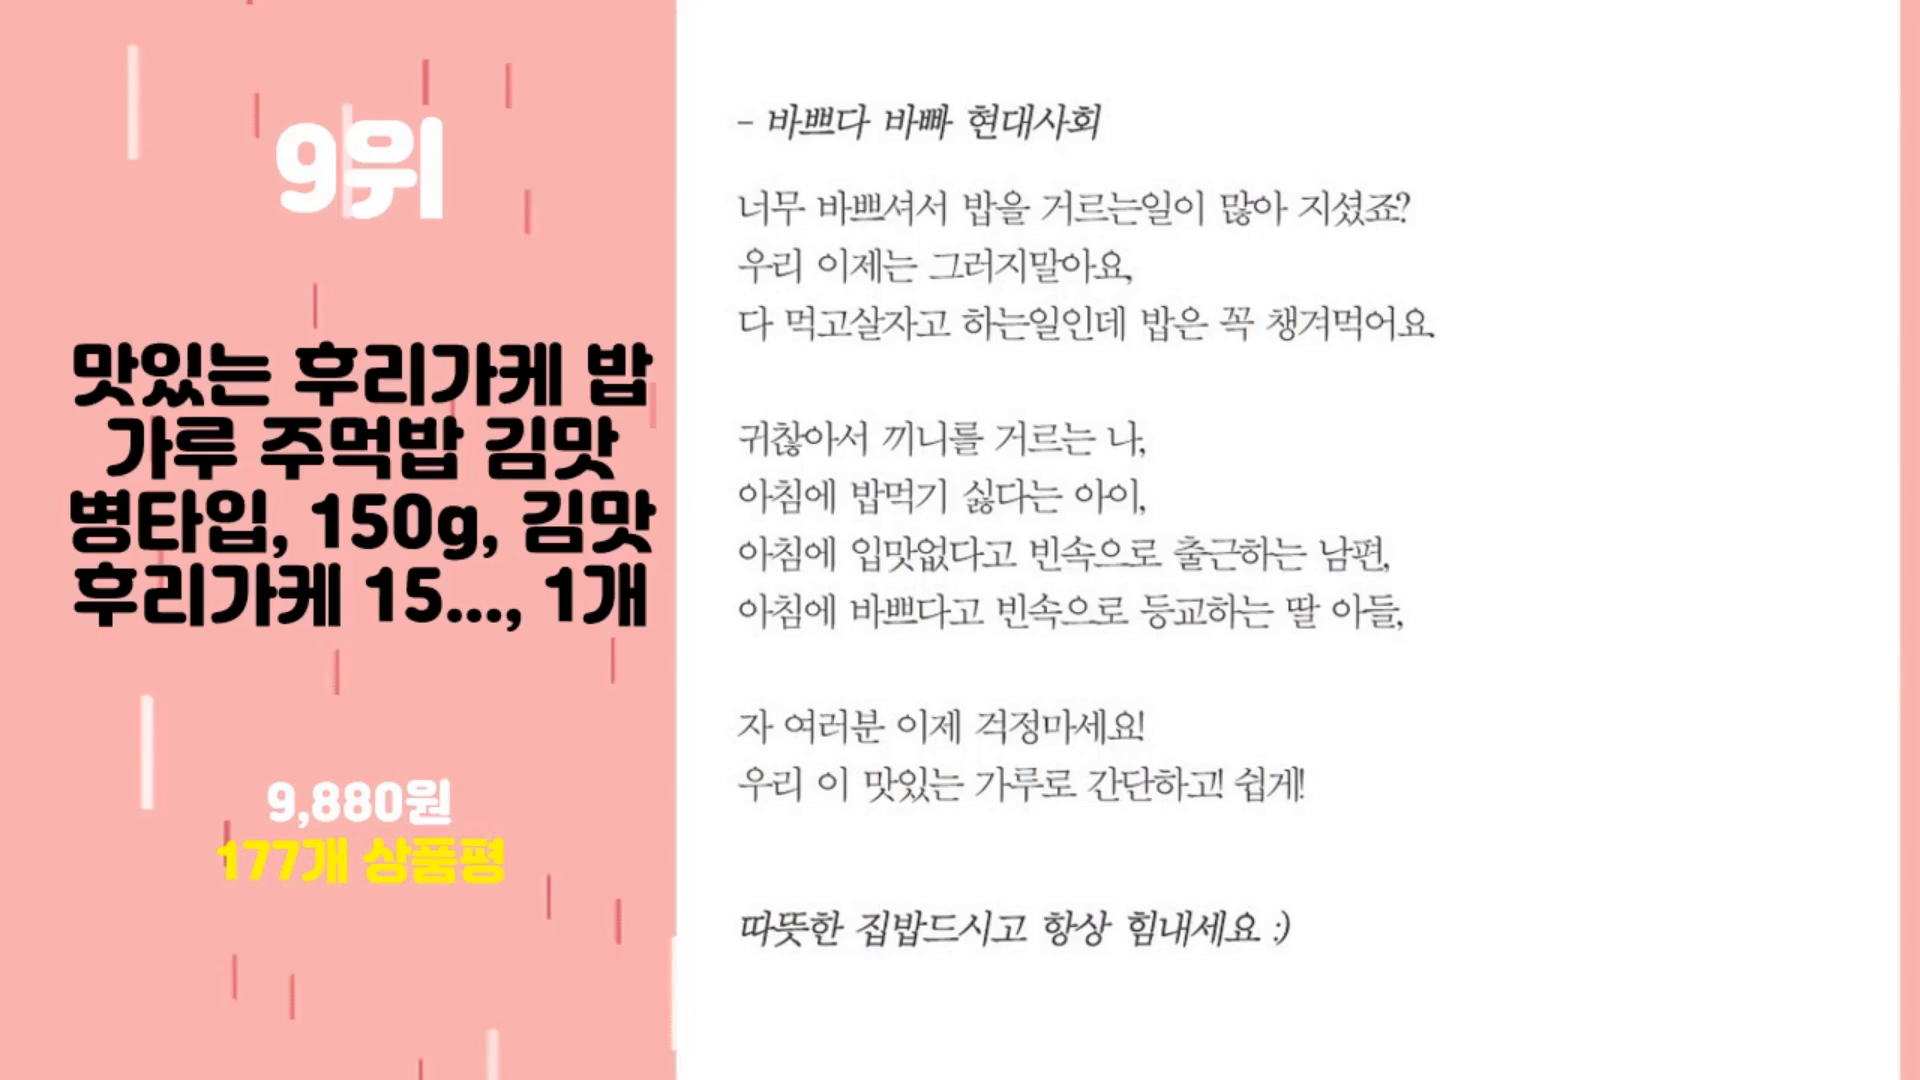 9위
맛있는 후리가케 밥
가루 주먹밥 김맛
병타입, 150g, 김맛
후리가케 15..., 1개
9,880원
177개 상품평
- 바쁘다 바빠 현대사회
너무 바쁘셔서 밥을 거르는일이 많아 지셨죠?
우리 이제는 그러지말아요,
다 먹고살자고 하는일인데 밥은 꼭 챙겨먹어요.
귀찮아서 끼니를 거르는 나,
아침에 밥먹기 싫다는 아이,
아침에 입맛없다고 빈속으로 출근하는 남편,
아침에 바쁘다고 빈속으로 등교하는 딸 아들,
자 여러분 이제 걱정마세요!
우리 이 맛있는 가루로 간단하고! 쉽게!
따뜻한 집밥드시고 항상 힘내세요 :)